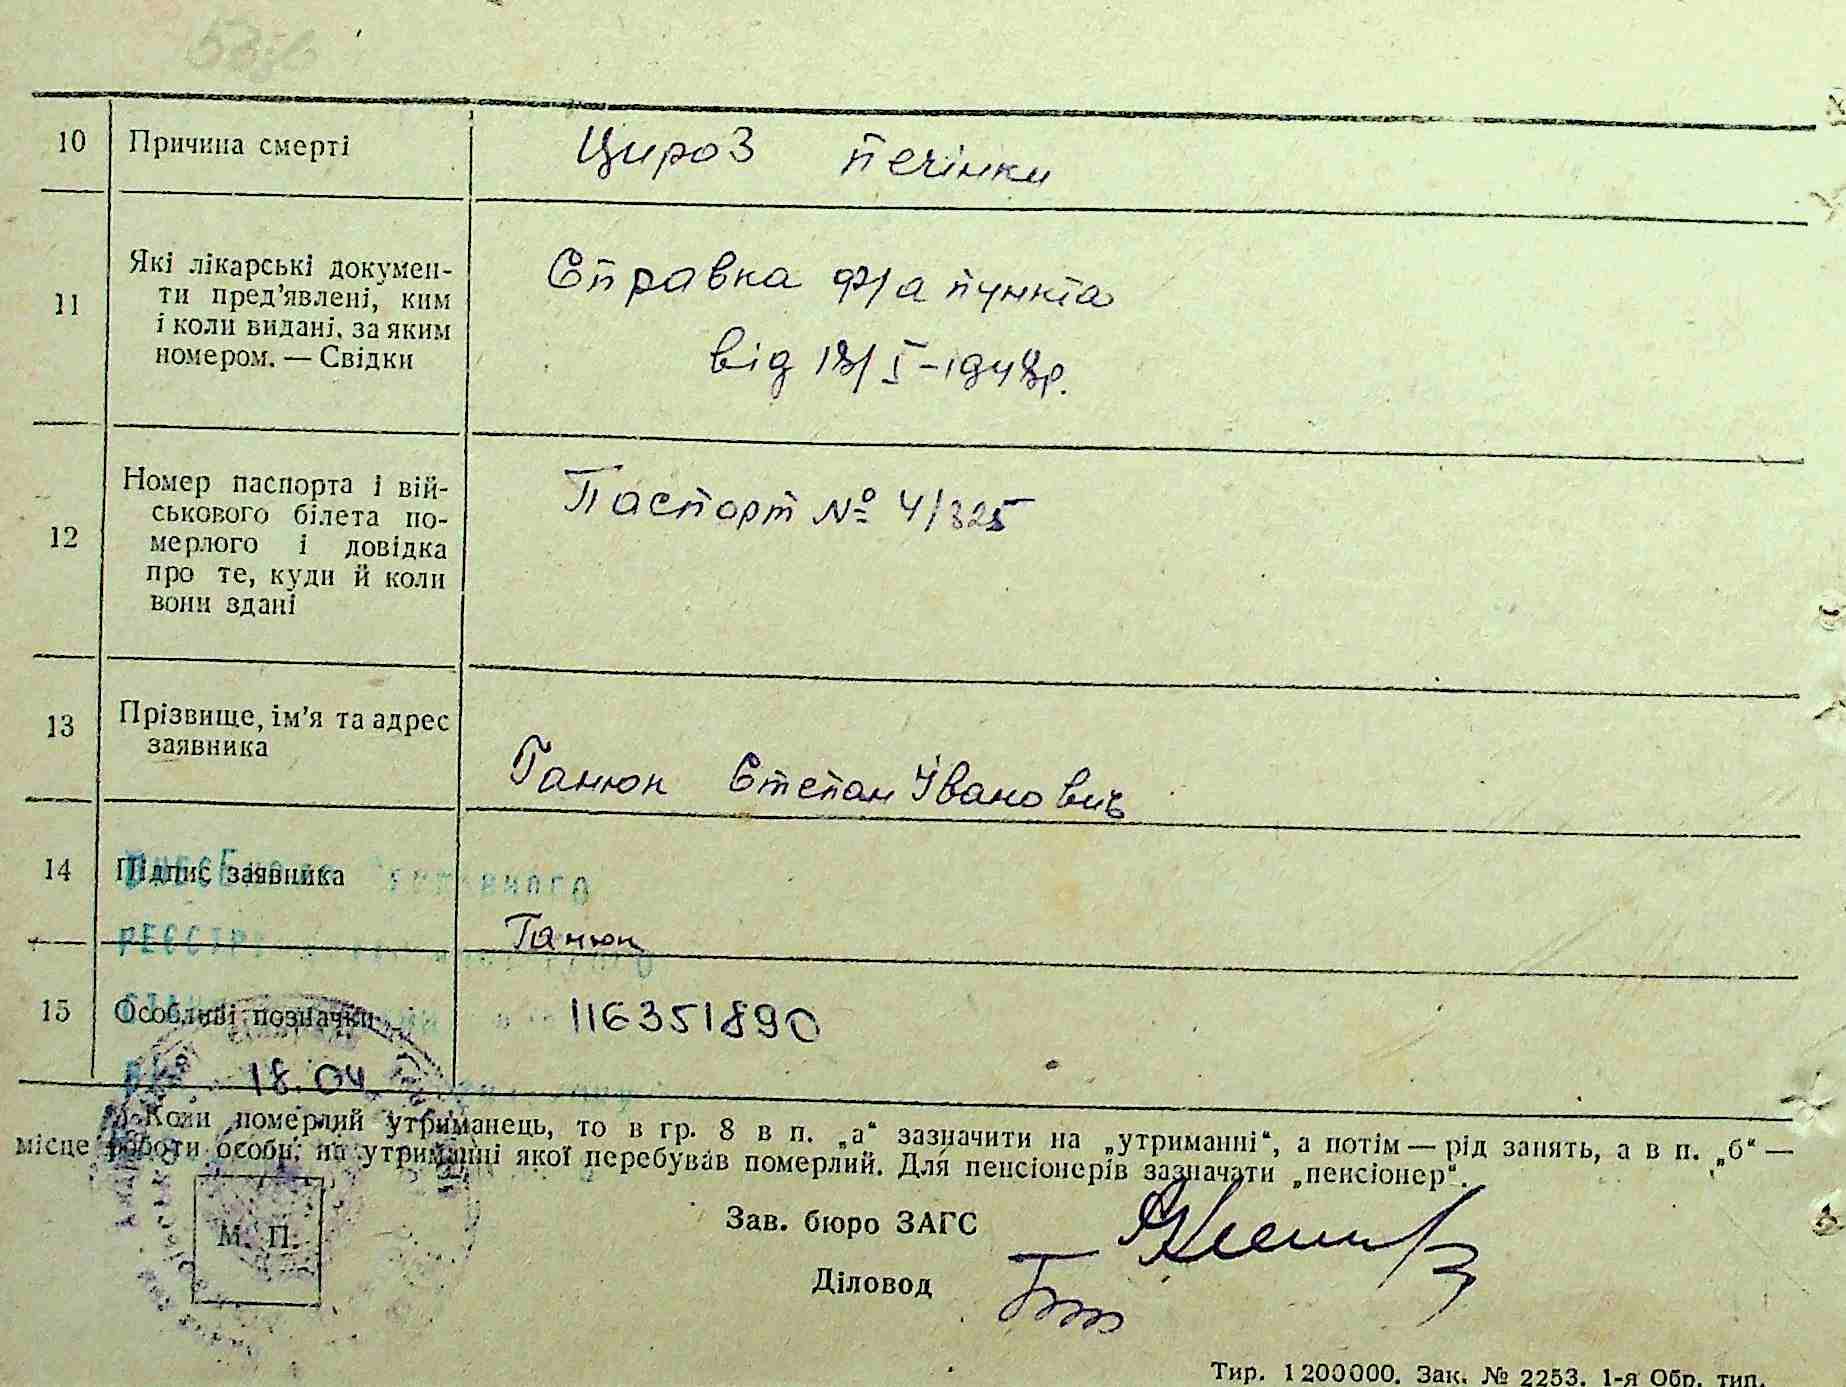 10 Причина смерті Цироз печінки
11 Які лікарські докумен-
ти пред'явлені, ким
і коли видані, за яким
номером. — Свідки
Справка ф/а пункта
від 18/I-1948р.
12 Номер паспорта і вій-
ськового білета по-
мерлого і довідка
про те, куди й коли
вони здані
Паспорт № 4/825
13 Прізвище, ім'я та адрес
заявника
Ганюк Степан Іванович
14 Підпис заявника
Ганюк
15 Особливі позначки 116351890
18.04
Коли померлий утриманець, то в гр. 8 в п. „а“ зазначити на „утриманні“, а потім — рід занять, а в п. „б“ —
місце роботи особи, на утриманні якої перебував померлий. Для пенсіонерів зазначати „пенсіонер“.
М. П.
Зав. бюро ЗАГС
Діловод
Тир. 1200000. Зак. № 2253. 1-я Обр. тип.